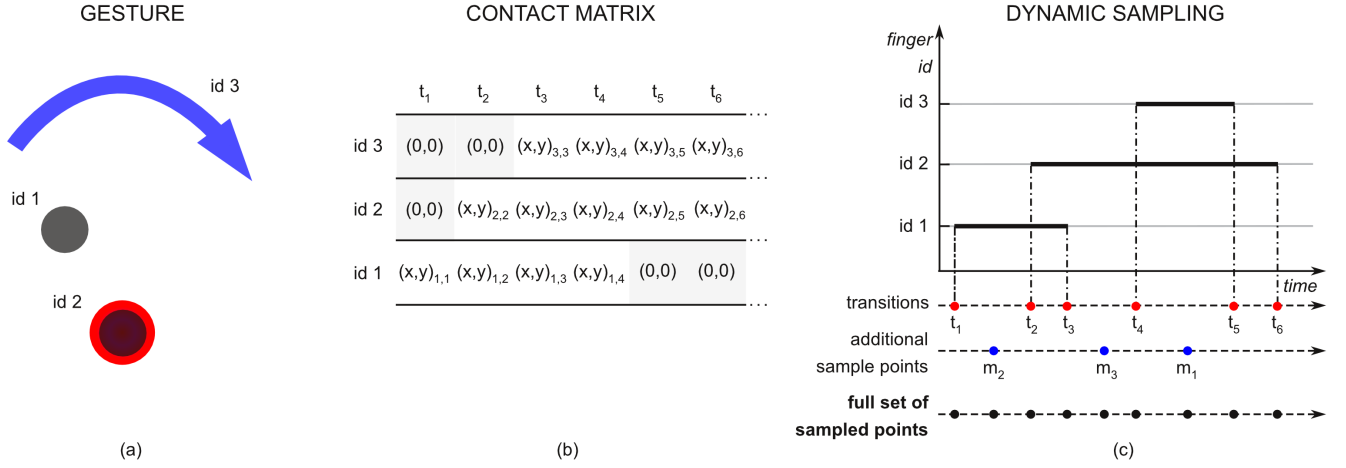 GESTURE
id 3
id 1
id 2
(a)
CONTACT MATRIX
t₁ t₂ t₃ t₄ t₅ t₆
id 3 (0,0) (0,0) (x,y)₃,₃ (x,y)₃,₄ (x,y)₃,₅ (x,y)₃,₆ ...
id 2 (0,0) (x,y)₂,₂ (x,y)₂,₃ (x,y)₂,₄ (x,y)₂,₅ (x,y)₂,₆ ...
id 1 (x,y)₁,₁ (x,y)₁,₂ (x,y)₁,₃ (x,y)₁,₄ (0,0) (0,0) ...
(b)
DYNAMIC SAMPLING
finger
id
id 3
id 2
id 1
time
transitions
t₁ t₂ t₃ t₄ t₅ t₆
additional
sample points
m₂ m₃ m₁
full set of
sampled points
(c)